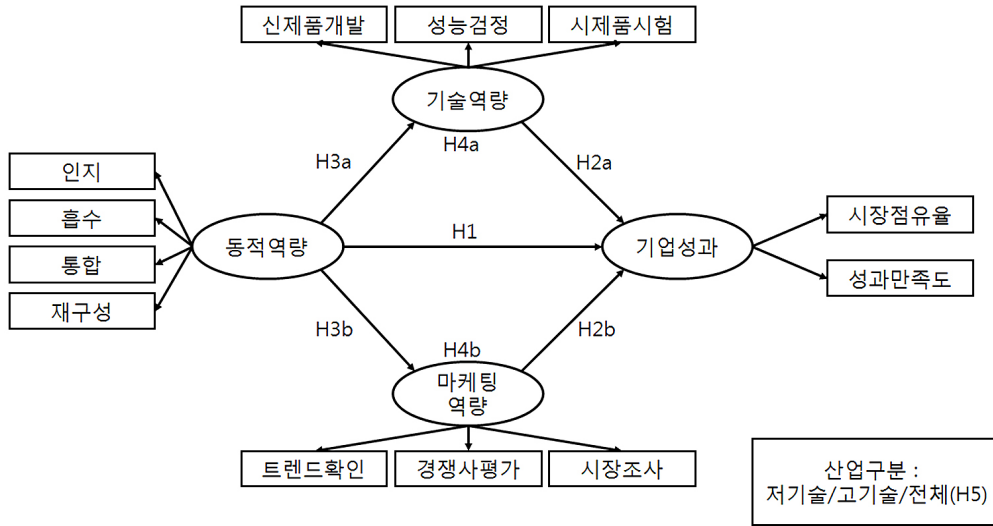 신제품개발
성능검정
시제품시험
기술역량
H4a
H3a
H2a
인지
흡수
통합
재구성
동적역량
H1
기업성과
시장점유율
성과만족도
H3b
H2b
H4b
마케팅
역량
트렌드확인
경쟁사평가
시장조사
산업구분 :
저기술/고기술/전체(H5)